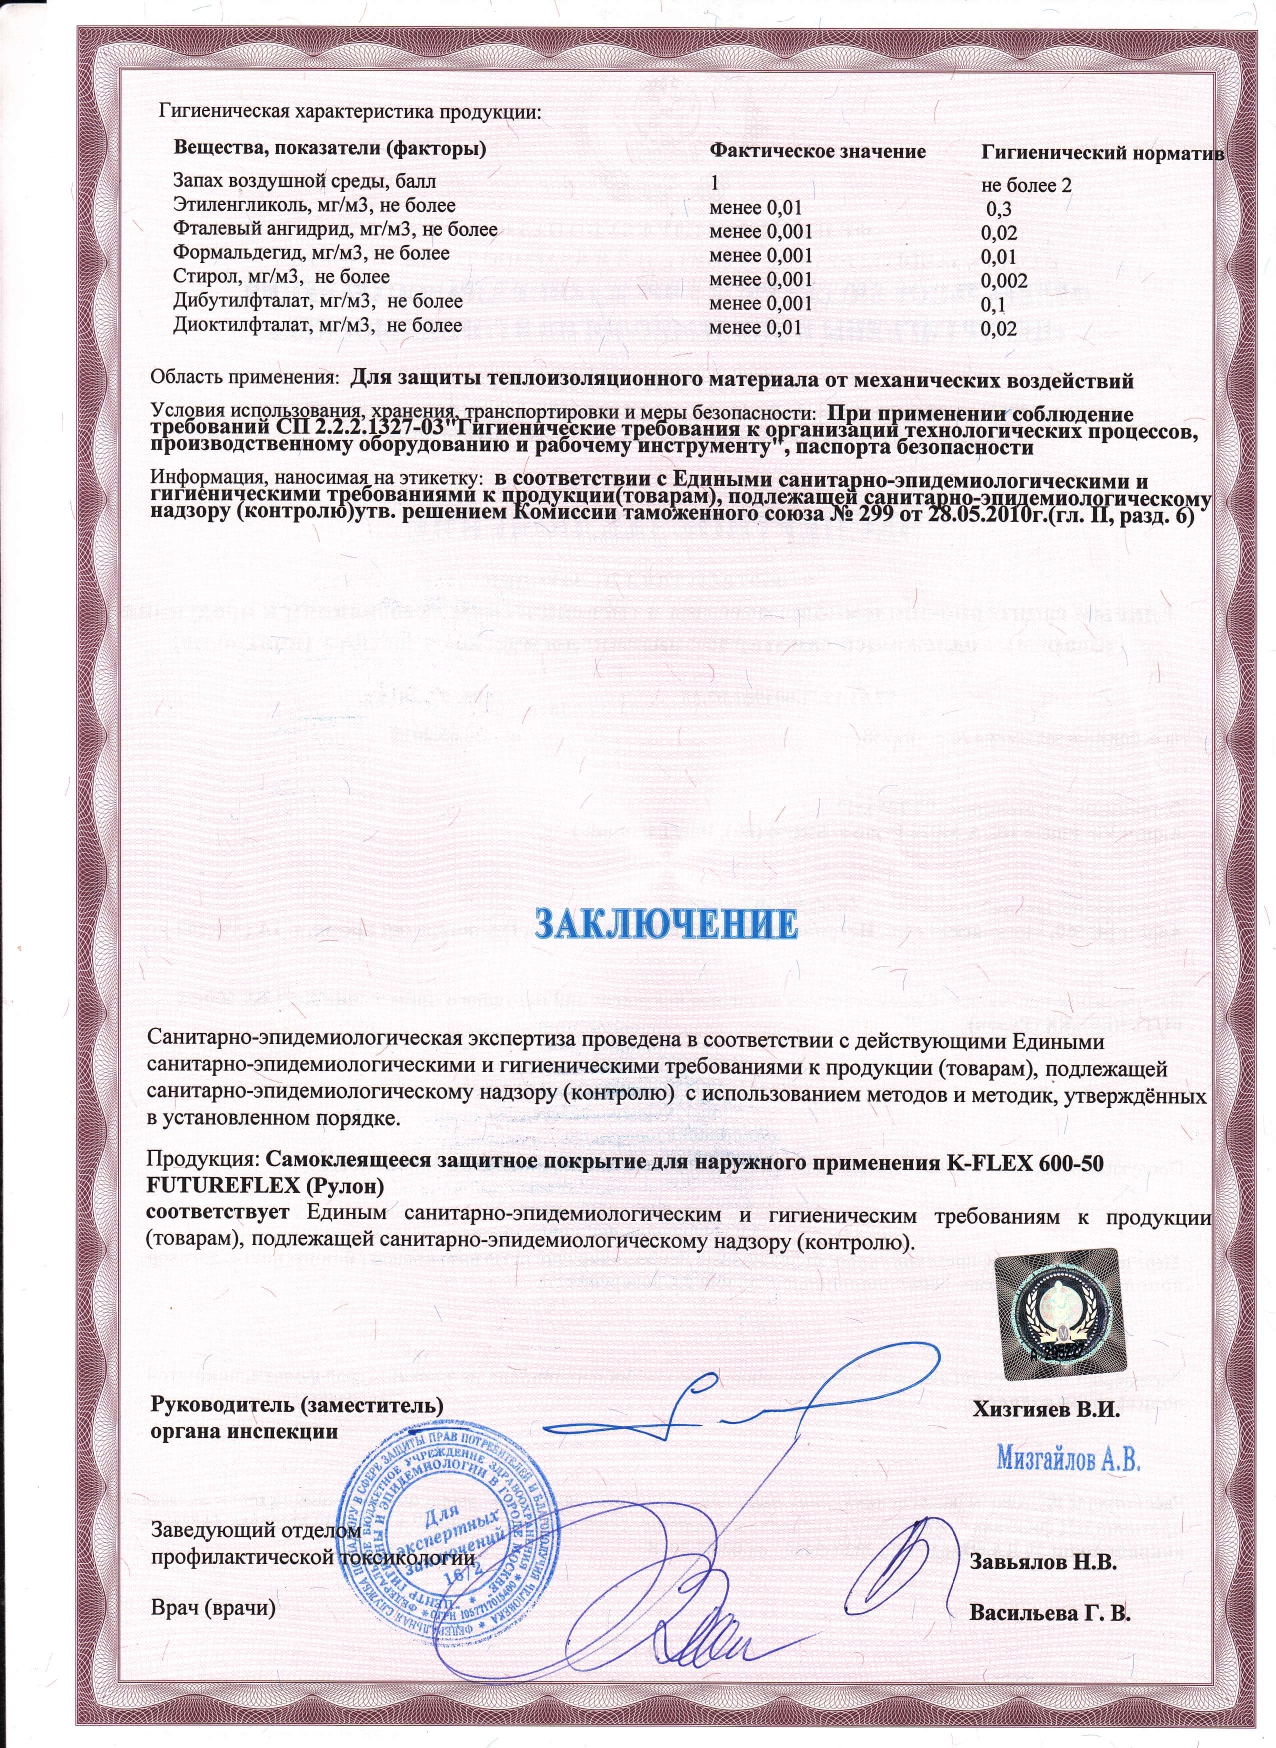 Гигиеническая характеристика продукции:
Вещества, показатели (факторы) Фактическое значение Гигиенический норматив
Запах воздушной среды, балл 1 не более 2
Этиленгликоль, мг/м3, не более менее 0,01 0,3
Фталевый ангидрид, мг/м3, не более менее 0,001 0,02
Формальдегид, мг/м3, не более менее 0,001 0,01
Стирол, мг/м3, не более менее 0,001 0,002
Дибутилфталат, мг/м3, не более менее 0,001 0,1
Диоктилфталат, мг/м3, не более менее 0,01 0,02
Область применения: Для защиты теплоизоляционного материала от механических воздействий
Условия использования, хранения, транспортировки и меры безопасности: При применении соблюдение
требований СП 2.2.2.1327-03"Гигиенические требования к организации технологических процессов,
производственному оборудованию и рабочему инструменту", паспорта безопасности
Информация, наносимая на этикетку: в соответствии с Едиными санитарно-эпидемиологическими и
гигиеническими требованиями к продукции(товарам), подлежащей санитарно-эпидемиологическому
надзору (контролю)утв. решением Комиссии таможенного союза № 299 от 28.05.2010г.(гл. II, разд. 6)
ЗАКЛЮЧЕНИЕ
Санитарно-эпидемиологическая экспертиза проведена в соответствии с действующими Едиными
санитарно-эпидемиологическими и гигиеническими требованиями к продукции (товарам), подлежащей
санитарно-эпидемиологическому надзору (контролю) с использованием методов и методик, утверждённых
в установленном порядке.
Продукция: Самоклеящееся защитное покрытие для наружного применения K-FLEX 600-50
FUTUREFLEX (Рулон)
соответствует Единым санитарно-эпидемиологическим и гигиеническим требованиям к продукции
(товарам), подлежащей санитарно-эпидемиологическому надзору (контролю).
Руководитель (заместитель)
органа инспекции
Хизгияев В.И.
Мизгайлов А.В.
Для
экспертных
заключений
16/2
Заведующий отделом
профилактической токсикологии
Завьялов Н.В.
Врач (врачи)
Васильева Г. В.